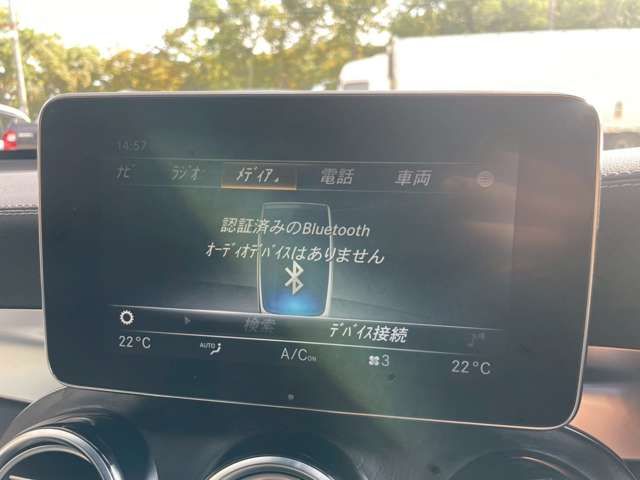 14:57
ﾅﾋﾞ ﾗｼﾞｵ ﾒﾃﾞｨｱ 電話 車両
認証済みのBluetooth
ｵｰﾃﾞｨｵﾃﾞﾊﾞｲｽはありません
検索 ﾃﾞﾊﾞｲｽ接続
22°C AUTO A/C ON 3 22°C